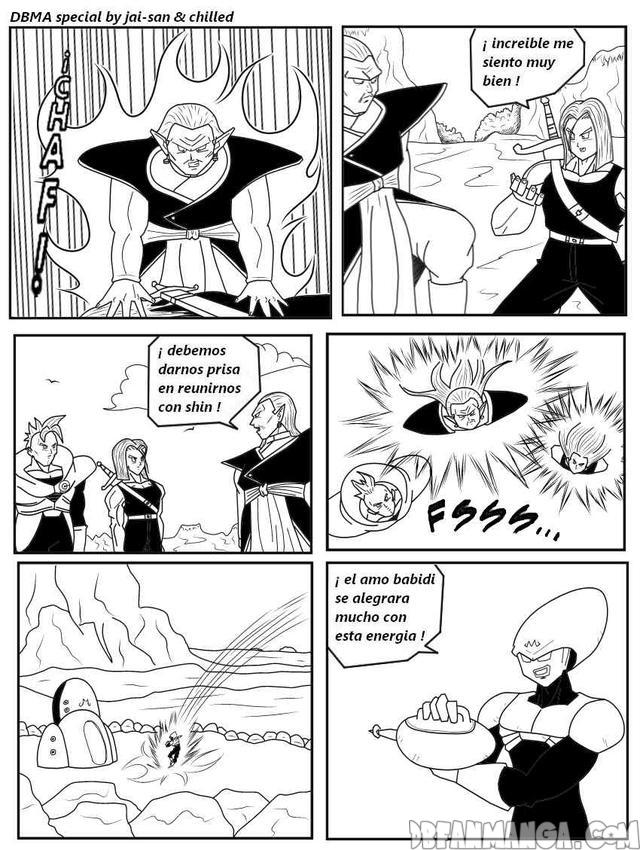 DBMA special by jai-san & chilled
¡CHAF!
¡ increible me
siento muy
bien !
¡ debemos
darnos prisa
en reunirnos
con shin !
FSSS...
¡ el amo babidi
se alegrara
mucho con
esta energia !
M
M
DBFANMANGA.COM